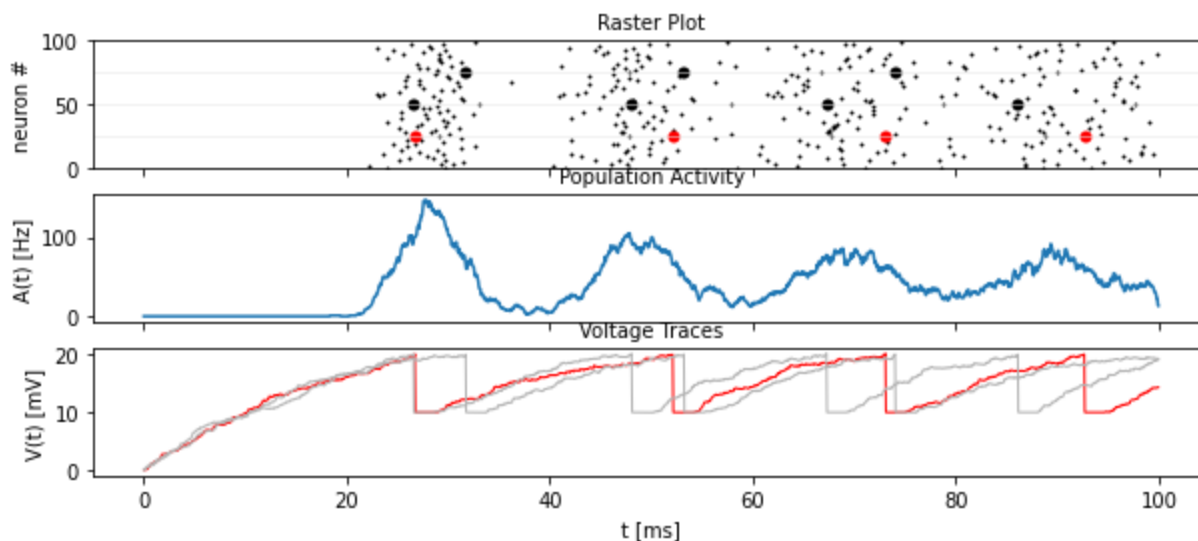 Raster Plot
100
50
0
neuron #
Population Activity
100
0
A(t) [Hz]
Voltage Traces
20
10
0
V(t) [mV]
0 20 40 60 80 100
t [ms]